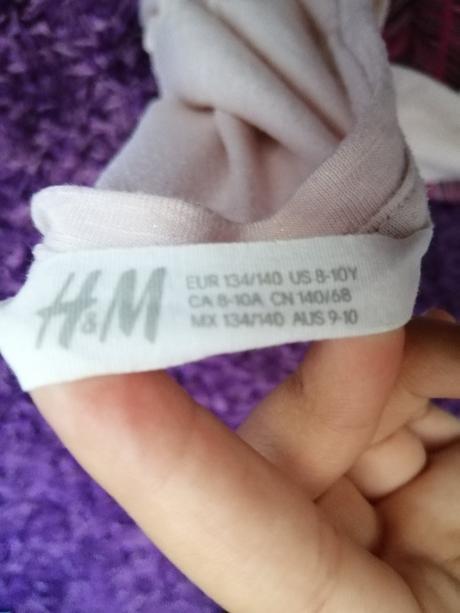 H&M
EUR 134/140 US 8-10Y
CA 8-10A CN 140/68
MX 134/140 AUS 9-10